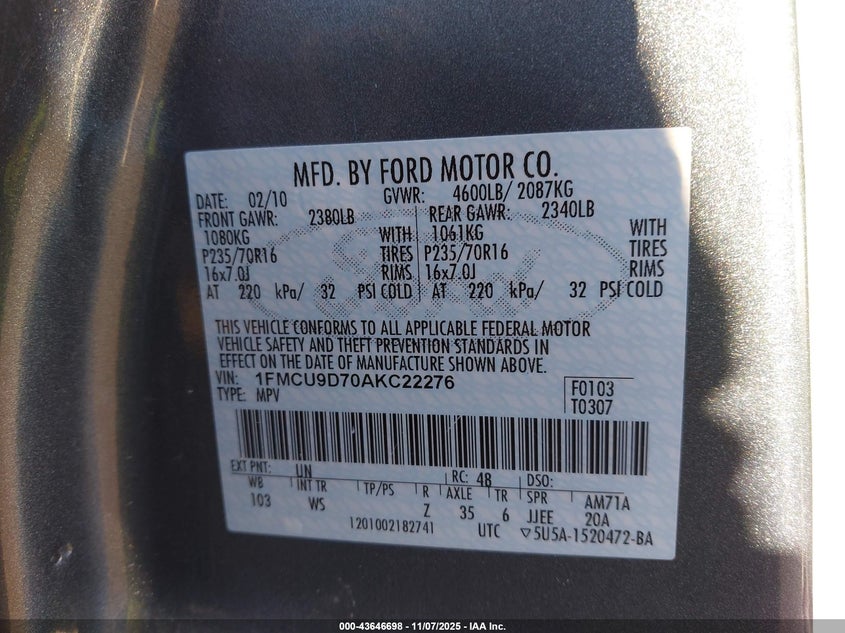 MFD. BY FORD MOTOR CO.
DATE: 02/10 GVWR: 4600LB/ 2087KG
FRONT GAWR: 2380LB REAR GAWR: 2340LB
1080KG WITH 1061KG WITH
P235/70R16 TIRES P235/70R16 TIRES
16x7.0J RIMS 16x7.0J RIMS
AT 220 kPa/ 32 PSI COLD AT 220 kPa/ 32 PSI COLD
THIS VEHICLE CONFORMS TO ALL APPLICABLE FEDERAL MOTOR
VEHICLE SAFETY AND THEFT PREVENTION STANDARDS IN
EFFECT ON THE DATE OF MANUFACTURE SHOWN ABOVE.
VIN: 1FMCU9D70AKC22276 F0103
TYPE: MPV T0307
EXT PNT: UN RC: 48 DSO:
WB INT TR TP/PS R AXLE TR SPR AM71A
103 WS Z 35 6 JJEE 20A
1201002182741 UTC ▽5U5A-1520472-BA
Ford
000-43646698 - 11/07/2025 - IAA Inc.